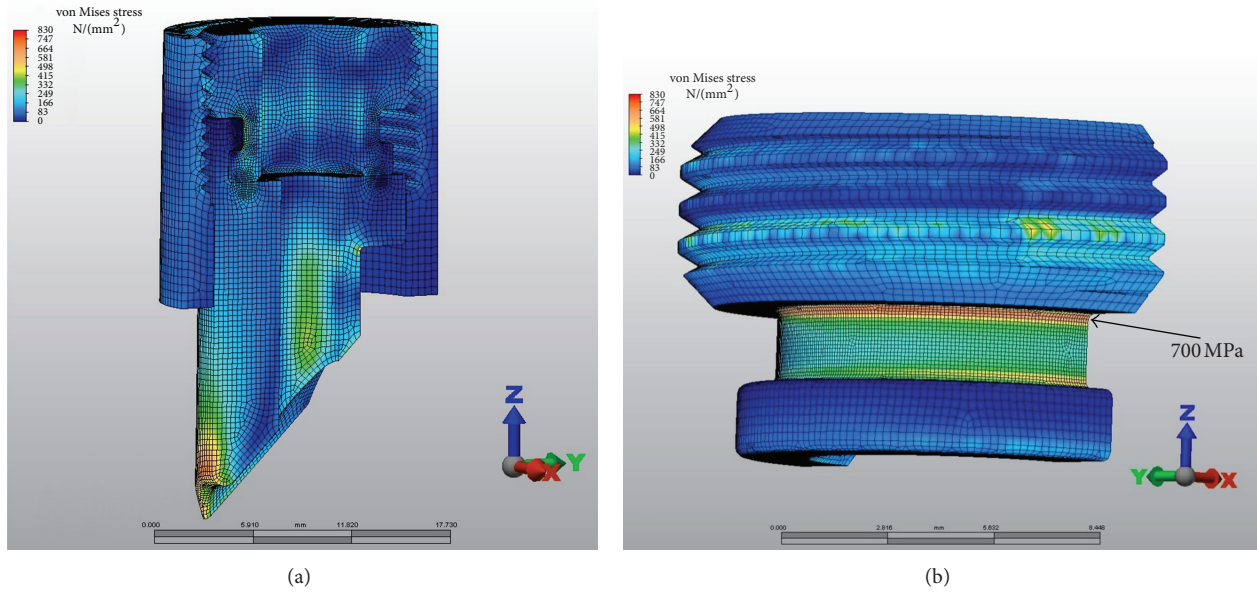 von Mises stress
N/(mm²)
830
747
664
581
498
415
332
249
166
83
0
Z
Y
X
0.000 5.910 mm 11.820 17.730
(a)
von Mises stress
N/(mm²)
830
747
664
581
498
415
332
249
166
83
0
700 MPa
Z
Y X
0.000 2.816 mm 5.632 8.448
(b)